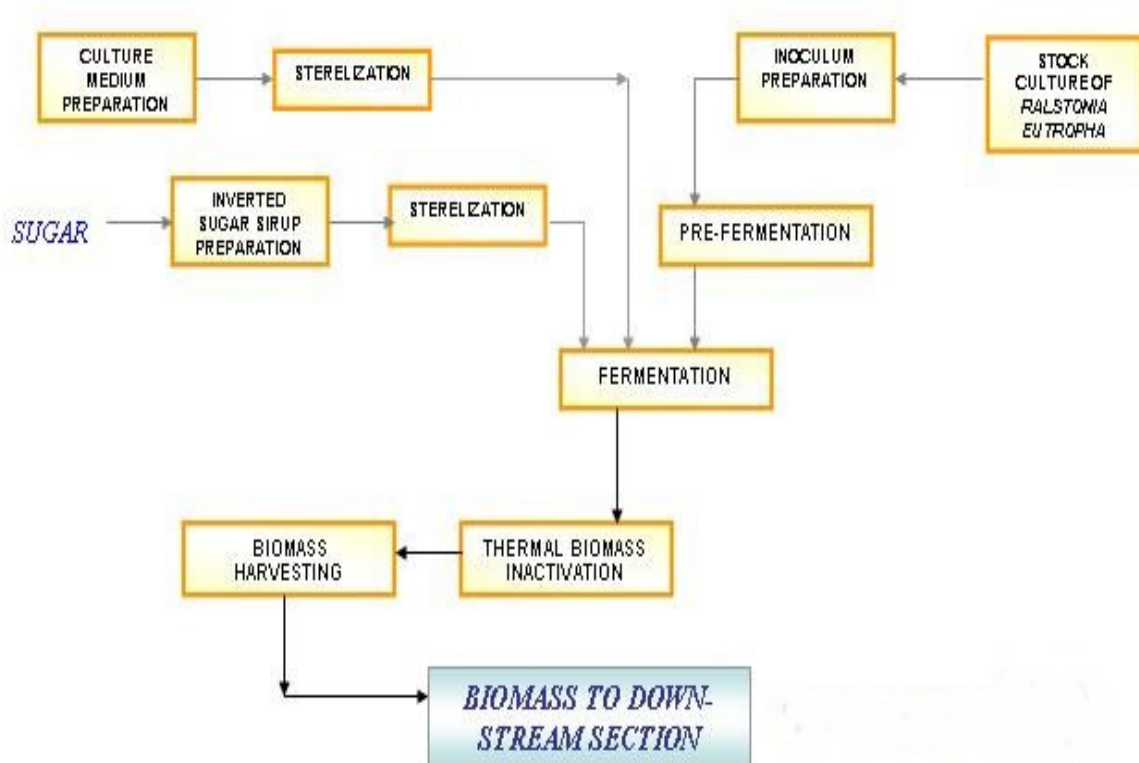 CULTURE
MEDIUM
PREPARATION
STERELIZATION
INOCULUM
PREPARATION
STOCK
CULTURE OF
RALSTONIA
EUTROPHA
SUGAR
INVERTED
SUGAR SIRUP
PREPARATION
STERELIZATION
PRE-FERMENTATION
FERMENTATION
BIOMASS
HARVESTING
THERMAL BIOMASS
INACTIVATION
BIOMASS TO DOWN-
STREAM SECTION